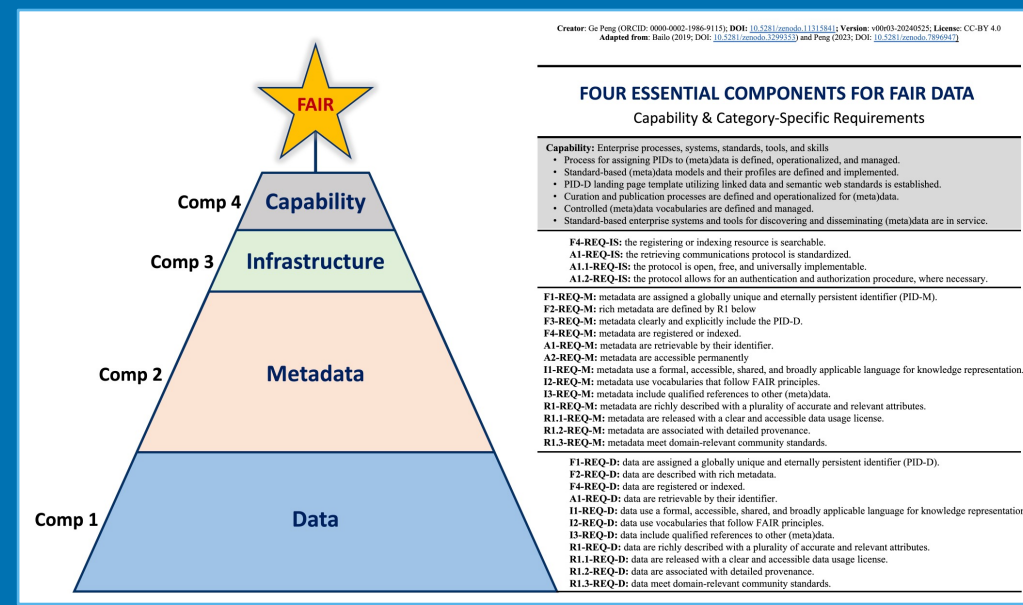 Creator: Ge Peng (ORCID: 0000-0002-1986-9115); DOI: 10.5281/zenodo.11315841; Version: v00r03-20240525; License: CC-BY 4.0
Adapted from: Bailo (2019; DOI: 10.5281/zenodo.3299353) and Peng (2023; DOI: 10.5281/zenodo.7896947)
FAIR
Comp 4
Capability
Comp 3
Infrastructure
Comp 2
Metadata
Comp 1
Data
FOUR ESSENTIAL COMPONENTS FOR FAIR DATA
Capability & Category-Specific Requirements
Capability: Enterprise processes, systems, standards, tools, and skills
• Process for assigning PIDs to (meta)data is defined, operationalized, and managed.
• Standard-based (meta)data models and their profiles are defined and implemented.
• PID-D landing page template utilizing linked data and semantic web standards is established.
• Curation and publication processes are defined and operationalized for (meta)data.
• Controlled (meta)data vocabularies are defined and managed.
• Standard-based enterprise systems and tools for discovering and disseminating (meta)data are in service.
F4-REQ-IS: the registering or indexing resource is searchable.
A1-REQ-IS: the retrieving communications protocol is standardized.
A1.1-REQ-IS: the protocol is open, free, and universally implementable.
A1.2-REQ-IS: the protocol allows for an authentication and authorization procedure, where necessary.
F1-REQ-M: metadata are assigned a globally unique and eternally persistent identifier (PID-M).
F2-REQ-M: rich metadata are defined by R1 below
F3-REQ-M: metadata clearly and explicitly include the PID-D.
F4-REQ-M: metadata are registered or indexed.
A1-REQ-M: metadata are retrievable by their identifier.
A2-REQ-M: metadata are accessible permanently
I1-REQ-M: metadata use a formal, accessible, shared, and broadly applicable language for knowledge representation.
I2-REQ-M: metadata use vocabularies that follow FAIR principles.
I3-REQ-M: metadata include qualified references to other (meta)data.
R1-REQ-M: metadata are richly described with a plurality of accurate and relevant attributes.
R1.1-REQ-M: metadata are released with a clear and accessible data usage license.
R1.2-REQ-M: metadata are associated with detailed provenance.
R1.3-REQ-M: metadata meet domain-relevant community standards.
F1-REQ-D: data are assigned a globally unique and eternally persistent identifier (PID-D).
F2-REQ-D: data are described with rich metadata.
F4-REQ-D: data are registered or indexed.
A1-REQ-D: data are retrievable by their identifier.
I1-REQ-D: data use a formal, accessible, shared, and broadly applicable language for knowledge representation
I2-REQ-D: data use vocabularies that follow FAIR principles.
I3-REQ-D: data include qualified references to other (meta)data.
R1-REQ-D: data are richly described with a plurality of accurate and relevant attributes.
R1.1-REQ-D: data are released with a clear and accessible data usage license.
R1.2-REQ-D: data are associated with detailed provenance.
R1.3-REQ-D: data meet domain-relevant community standards.